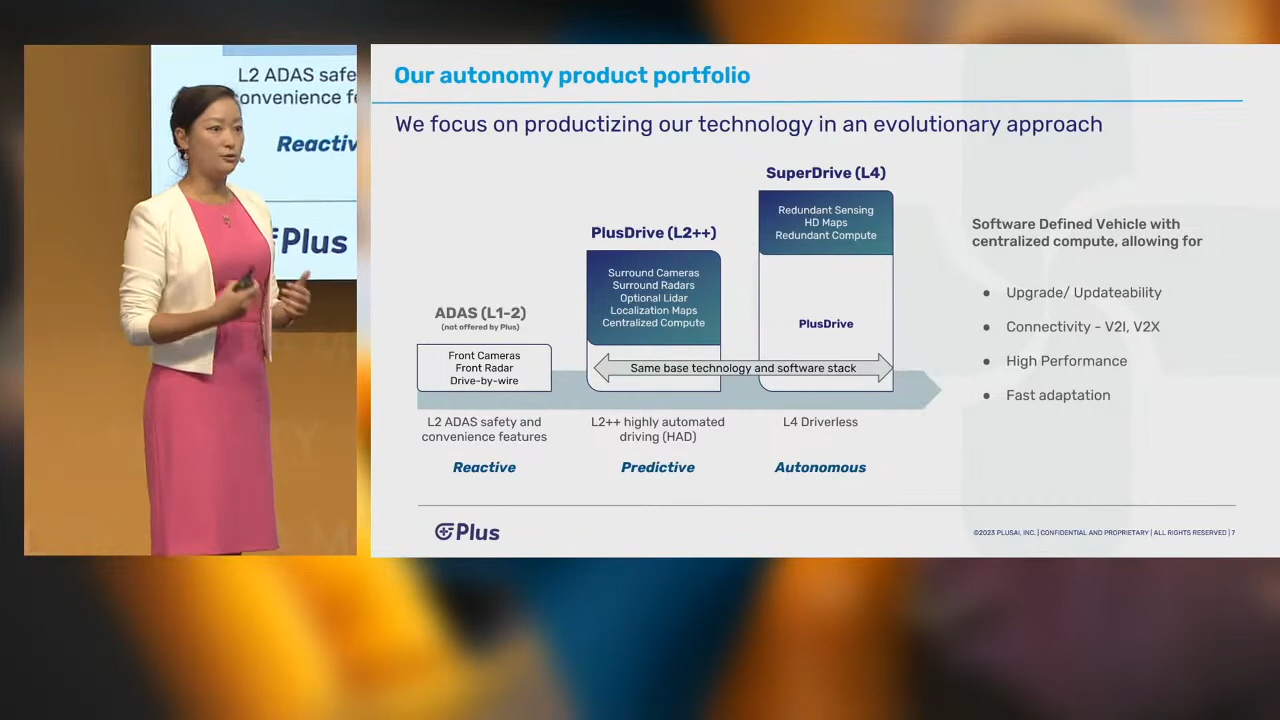 L2 ADAS safe
onvenience fe
Reactiv
Plus
Our autonomy product portfolio
We focus on productizing our technology in an evolutionary approach
SuperDrive (L4)
Redundant Sensing
HD Maps
Redundant Compute
PlusDrive (L2++)
Surround Cameras
Surround Radars
Optional Lidar
Localization Maps
Centralized Compute
PlusDrive
ADAS (L1-2)
(not offered by Plus)
Front Cameras
Front Radar
Drive-by-wire
Same base technology and software stack
L2 ADAS safety and
convenience features
L2++ highly automated
driving (HAD)
L4 Driverless
Reactive
Predictive
Autonomous
Software Defined Vehicle with
centralized compute, allowing for
● Upgrade/ Updateability
● Connectivity - V2I, V2X
● High Performance
● Fast adaptation
Plus
©2023 PLUSAI, INC. | CONFIDENTIAL AND PROPRIETARY | ALL RIGHTS RESERVED | 7